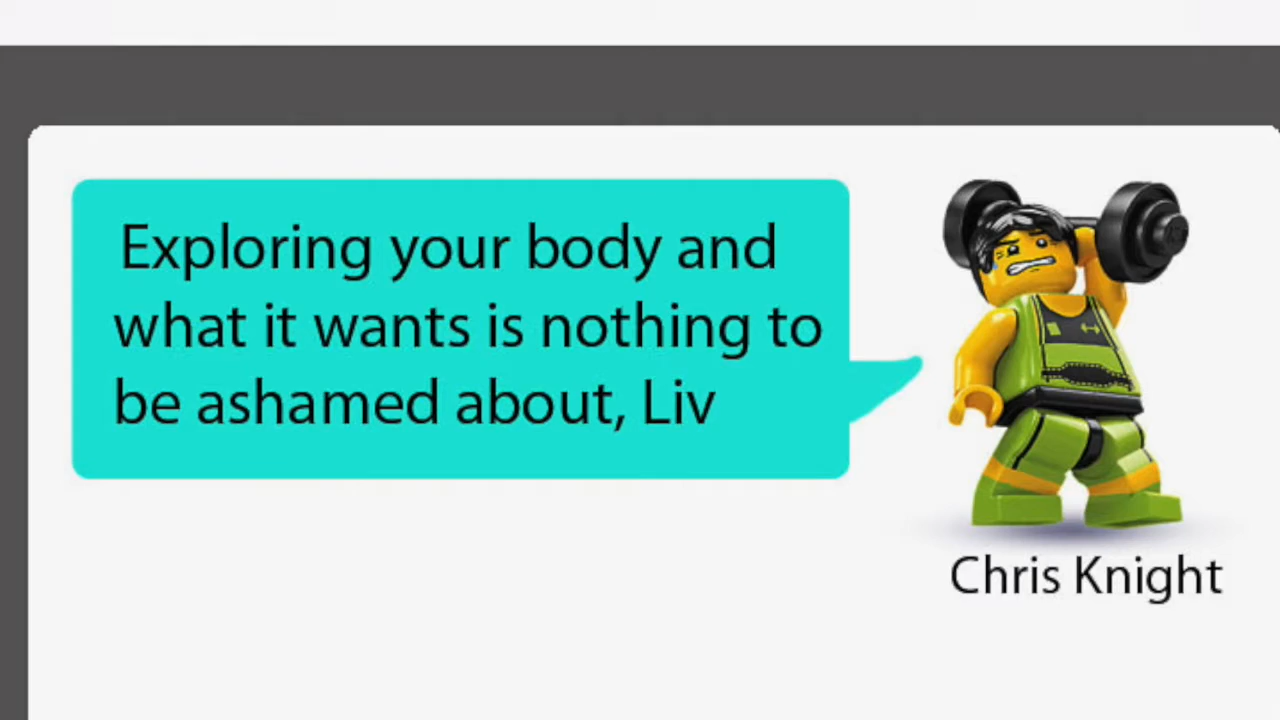 Exploring your body and
what it wants is nothing to
be ashamed about, Liv
Chris Knight